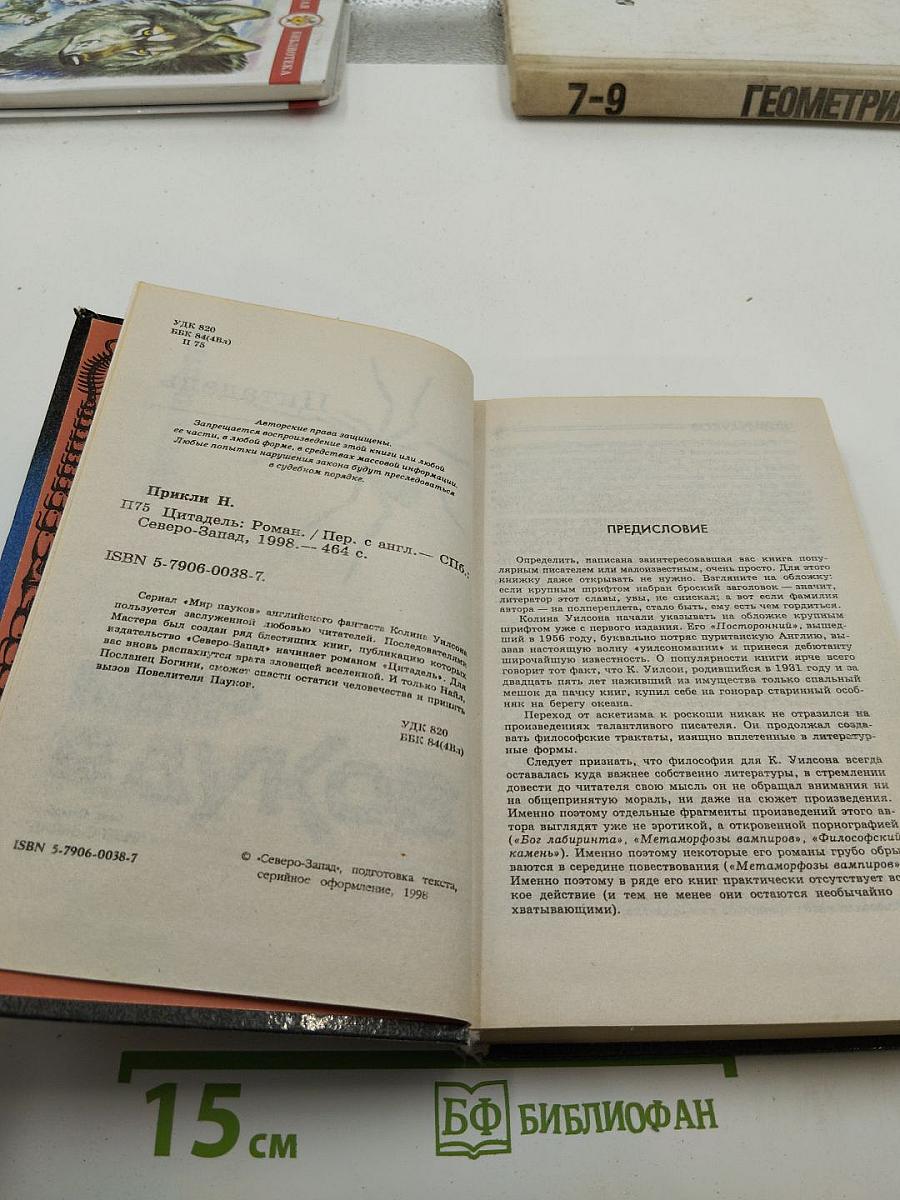 БИБЛИОТЕКА
7-9
ГЕОМЕТРИЯ
УДК 820
ББК 84(4Вл)
П 75
Авторские права защищены.
Запрещается воспроизведение этой книги или любой
ее части, в любой форме, в средствах массовой информации.
Любые попытки нарушения закона будут преследоваться
в судебном порядке.
Прикли Н.
П75 Цитадель: Роман. / Пер. с англ.— СПб.:
Северо-Запад, 1998.— 464 с.
ISBN 5-7906-0038-7.
Сериал «Мир пауков» английского фантаста Колина Уилсона
пользуется заслуженной любовью читателей. Последователями
Мастера был создан ряд блестящих книг, публикацию которых
издательство «Северо-Запад» начинает романом «Цитадель». Для
вас вновь распахнутся врата зловещей вселенной. И только Найл,
Посланец Богини, сможет спасти остатки человечества и принять
вызов Повелителя Пауков.
УДК 820
ББК 84(4Вл)
ISBN 5-7906-0038-7
© «Северо-Запад», подготовка текста,
серийное оформление, 1998
ПРЕДИСЛОВИЕ
Определить, написана заинтересовавшая вас книга попу-
лярным писателем или малоизвестным, очень просто. Для этого
книжку даже открывать не нужно. Взгляните на обложку:
если крупным шрифтом набран броский заголовок — значит,
литератор этот славы, увы, не снискал; а вот если фамилия
автора — на полпереплета, стало быть, ему есть чем гордиться.
Колина Уилсона начали указывать на обложке крупным
шрифтом уже с первого издания. Его «Посторонний», вышед-
ший в 1956 году, буквально потряс пуританскую Англию, вы-
звав настоящую волну «уилсономании» и принеся дебютанту
широчайшую известность. О популярности книги ярче всего
говорит тот факт, что К. Уилсон, родившийся в 1931 году и за
двадцать пять лет наживший из имущества только спальный
мешок да пачку книг, купил себе на гонорар старинный особ-
няк на берегу океана.
Переход от аскетизма к роскоши никак не отразился на
произведениях талантливого писателя. Он продолжал созда-
вать философские трактаты, изящно вплетенные в литератур-
ные формы.
Следует признать, что философия для К. Уилсона всегда
оставалась куда важнее собственно литературы, в стремлении
довести до читателя свою мысль он не обращал внимания ни
на общепринятую мораль, ни даже на сюжет произведения.
Именно поэтому отдельные фрагменты произведений этого ав-
тора выглядят уже не эротикой, а откровенной порнографией
(«Бог лабиринта», «Метаморфозы вампиров», «Философский
камень»). Именно поэтому некоторые его романы грубо обры
ваются в середине повествования («Метаморфозы вампиров»
Именно поэтому в ряде его книг практически отсутствует вс
кое действие (и тем не менее они остаются необычайно
хватывающими).
15 см
БФ БИБЛИОФАН